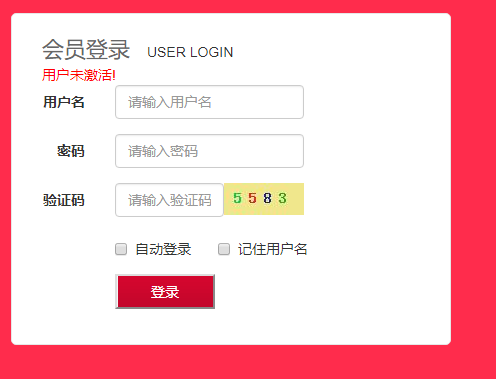 会员登录 USER LOGIN
用户未激活!
用户名 请输入用户名
密码 请输入密码
验证码 请输入验证码 5583
自动登录 记住用户名
登录